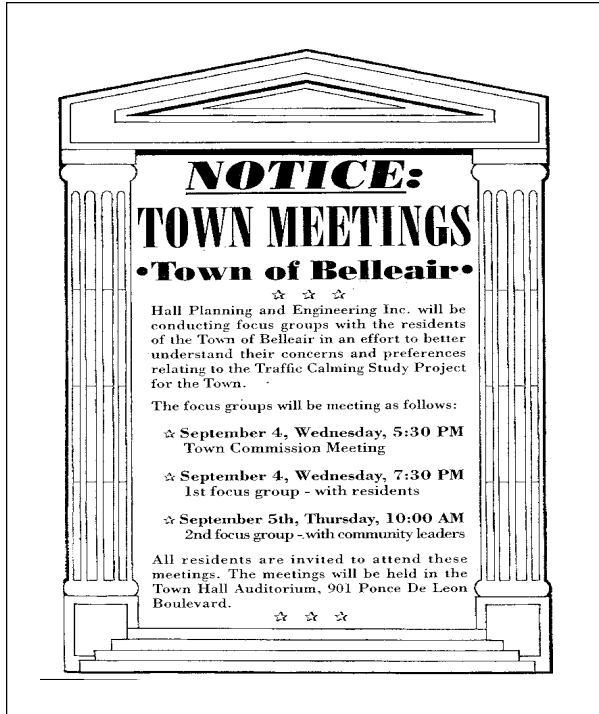 NOTICE:
TOWN MEETINGS
•Town of Belleair•
☆ ☆ ☆
Hall Planning and Engineering Inc. will be
conducting focus groups with the residents
of the Town of Belleair in an effort to better
understand their concerns and preferences
relating to the Traffic Calming Study Project
for the Town.
The focus groups will be meeting as follows:
☆ September 4, Wednesday, 5:30 PM
Town Commission Meeting
☆ September 4, Wednesday, 7:30 PM
1st focus group - with residents
☆ September 5th, Thursday, 10:00 AM
2nd focus group - with community leaders
All residents are invited to attend these
meetings. The meetings will be held in the
Town Hall Auditorium, 901 Ponce De Leon
Boulevard.
☆ ☆ ☆